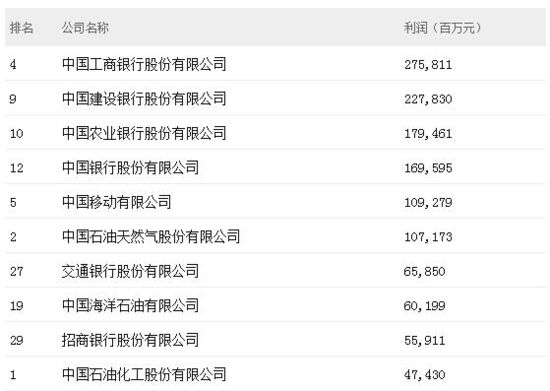 排名 公司名称 利润（百万元）
4 中国工商银行股份有限公司 275,811
9 中国建设银行股份有限公司 227,830
10 中国农业银行股份有限公司 179,461
12 中国银行股份有限公司 169,595
5 中国移动有限公司 109,279
2 中国石油天然气股份有限公司 107,173
27 交通银行股份有限公司 65,850
19 中国海洋石油有限公司 60,199
29 招商银行股份有限公司 55,911
1 中国石油化工股份有限公司 47,430